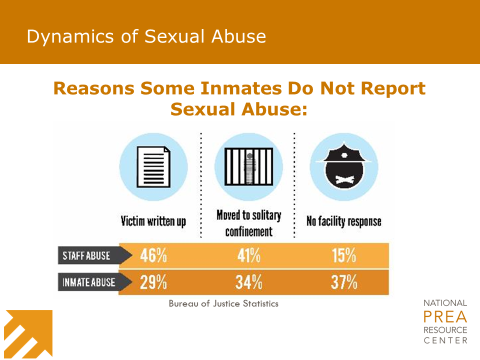 Dynamics of Sexual Abuse
Reasons Some Inmates Do Not Report
Sexual Abuse:
Victim written up
Moved to solitary
confinement
No facility response
STAFF ABUSE 46% 41% 15%
INMATE ABUSE 29% 34% 37%
Bureau of Justice Statistics
NATIONAL
PREA
RESOURCE
CENTER